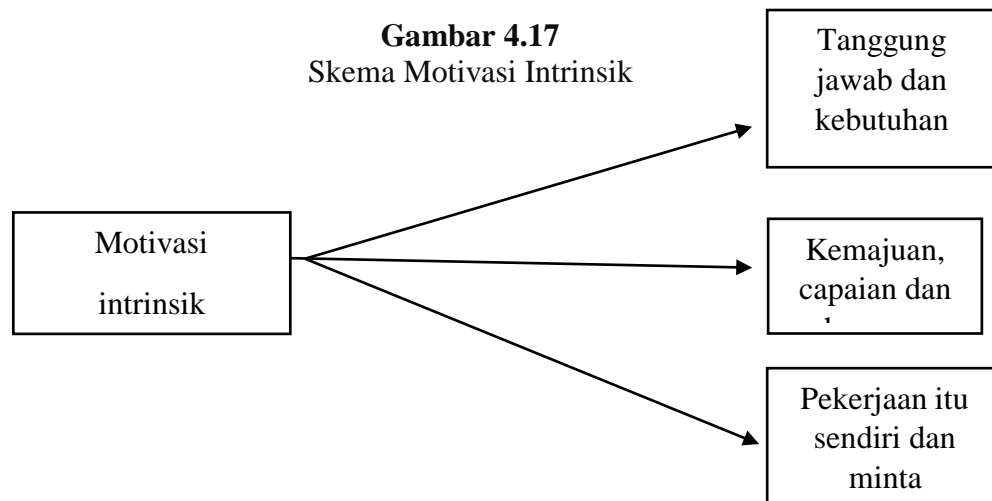 Gambar 4.17
Skema Motivasi Intrinsik
Tanggung
jawab dan
kebutuhan
Motivasi
intrinsik
Kemajuan,
capaian dan
Pekerjaan itu
sendiri dan
minta